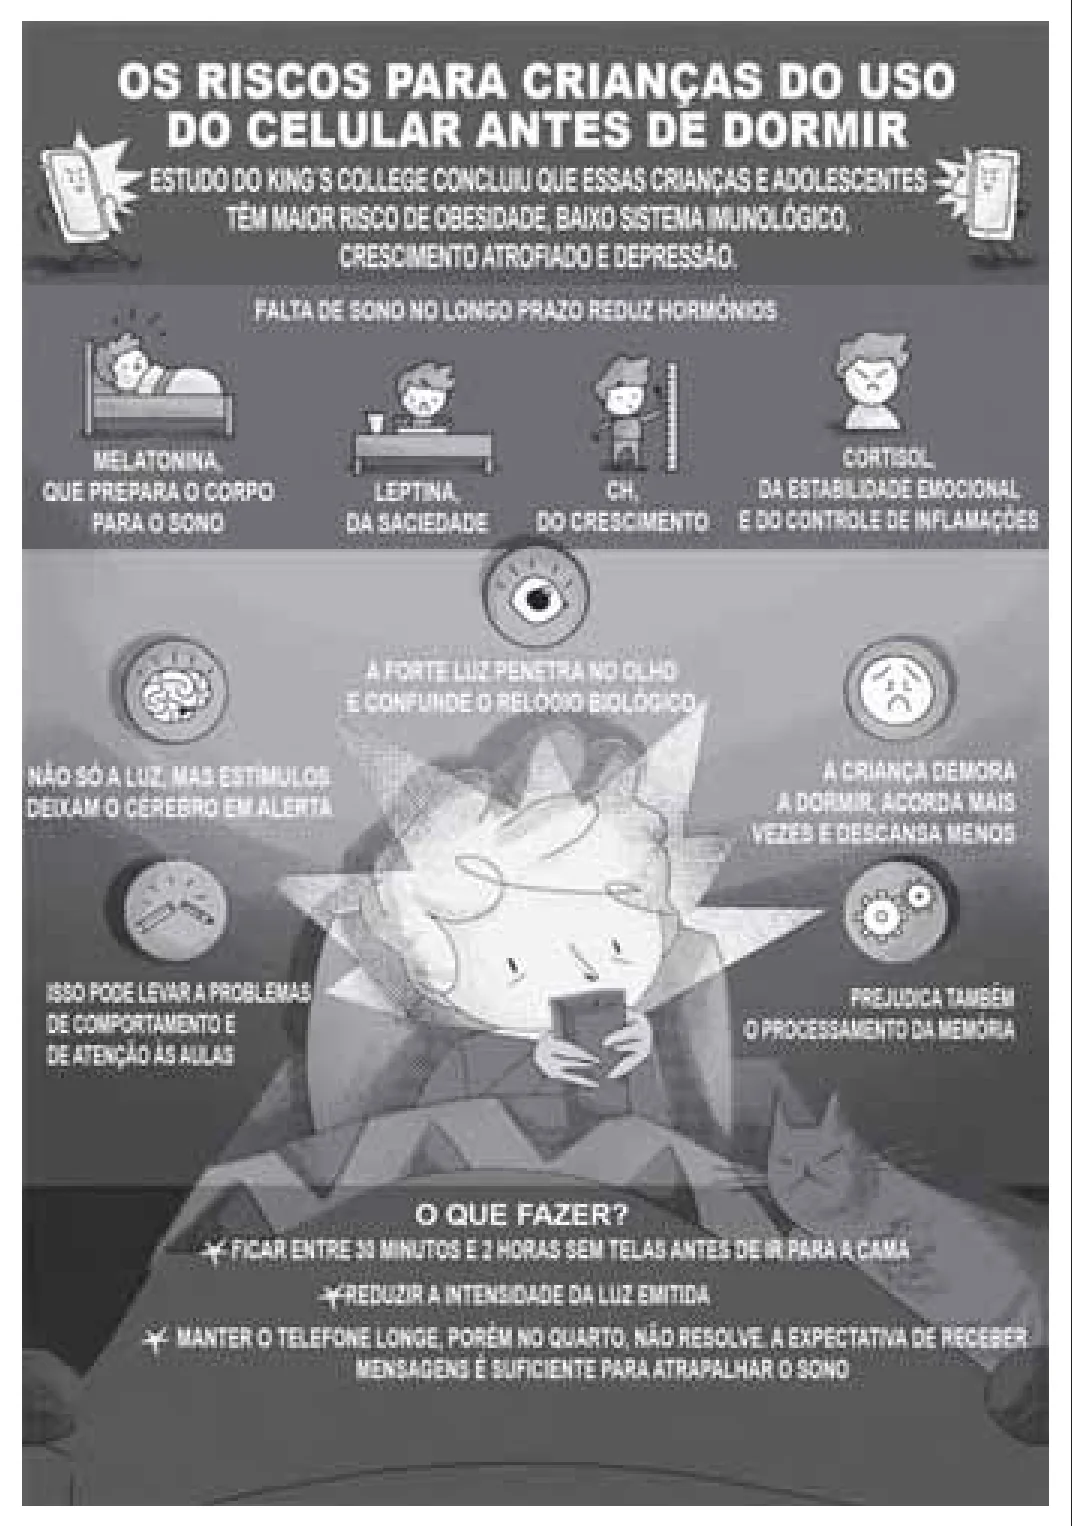 OS RISCOS PARA CRIANÇAS DO USO
DO CELULAR ANTES DE DORMIR
ESTUDO DO KING'S COLLEGE CONCLUIU QUE ESSAS CRIANÇAS E ADOLESCENTES
TÊM MAIOR RISCO DE OBESIDADE, BAIXO SISTEMA IMUNOLÓGICO,
CRESCIMENTO ATROFIADO E DEPRESSÃO.
FALTA DE SONO NO LONGO PRAZO REDUZ HORMÔNIOS
MELATONINA,
QUE PREPARA O CORPO
PARA O SONO
LEPTINA,
DA SACIEDADE
CH,
DO CRESCIMENTO
CORTISOL,
DA ESTABILIDADE EMOCIONAL
E DO CONTROLE DE INFLAMAÇÕES
A FORTE LUZ PENETRA NO OLHO
E CONFUNDE O RELÓGIO BIOLÓGICO
NÃO SÓ A LUZ, MAS ESTÍMULOS
DEIXAM O CÉREBRO EM ALERTA
A CRIANÇA DEMORA
A DORMIR, ACORDA MAIS
VEZES E DESCANSA MENOS
ISSO PODE LEVAR A PROBLEMAS
DE COMPORTAMENTO E
DE ATENÇÃO ÀS AULAS
PREJUDICA TAMBÉM
O PROCESSAMENTO DA MEMÓRIA
O QUE FAZER?
FICAR ENTRE 30 MINUTOS E 2 HORAS SEM TELAS ANTES DE IR PARA A CAMA
REDUZIR A INTENSIDADE DA LUZ EMITIDA
MANTER O TELEFONE LONGE, PORÉM NO QUARTO, NÃO RESOLVE. A EXPECTATIVA DE RECEBER
MENSAGENS É SUFICIENTE PARA ATRAPALHAR O SONO